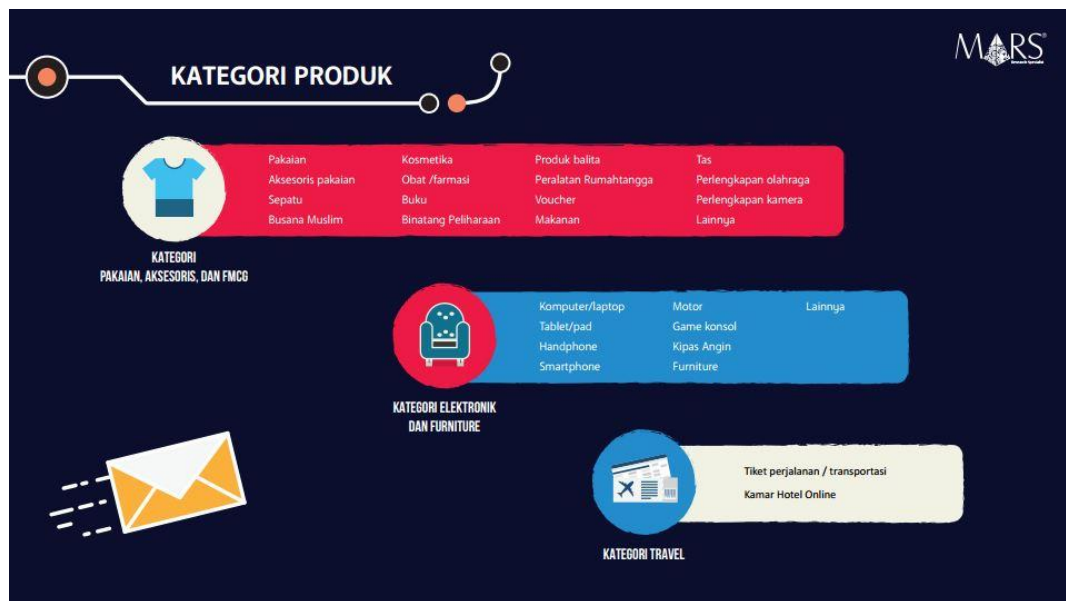 MARS
KATEGORI PRODUK
Pakaian
Aksesoris pakaian
Sepatu
Busana Muslim
Kosmetika
Obat /farmasi
Buku
Binatang Peliharaan
Produk balita
Peralatan Rumahtangga
Voucher
Makanan
Tas
Perlengkapan olahraga
Perlengkapan kamera
Lainnya
KATEGORI
PAKAIAN, AKSESORIS, DAN FMCG
Komputer/laptop
Tablet/pad
Handphone
Smartphone
Motor
Game konsol
Kipas Angin
Furniture
Lainnya
KATEGORI ELEKTRONIK
DAN FURNITURE
Tiket perjalanan / transportasi
Kamar Hotel Online
KATEGORI TRAVEL